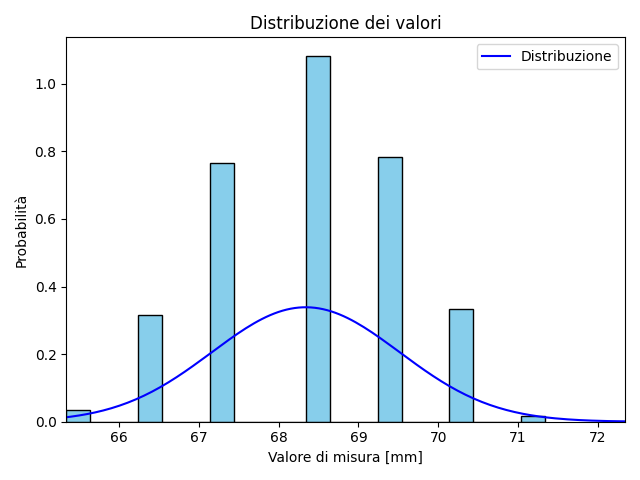 Distribuzione dei valori
Distribuzione
1.0
0.8
0.6
0.4
0.2
0.0
Probabilità
66 67 68 69 70 71 72
Valore di misura [mm]